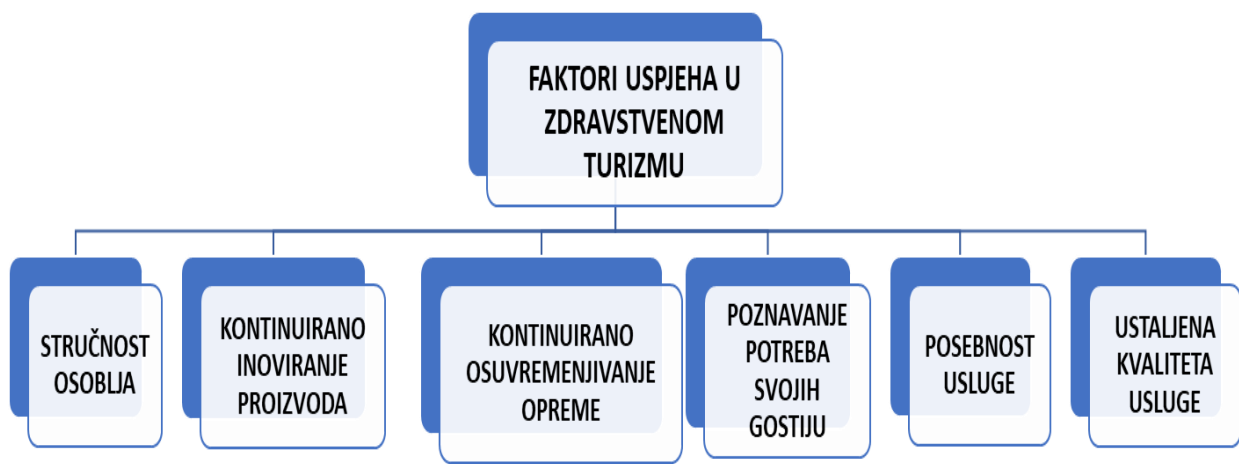 FAKTORI USPJEHA U
ZDRAVSTVENOM
TURIZMU
STRUČNOST
OSOBLJA
KONTINUIRANO
INOVIRANJE
PROIZVODA
KONTINUIRANO
OSUVREMENJIVANJE
OPREME
POZNAVANJE
POTREBA
SVOJIH
GOSTIJU
POSEBNOST
USLUGE
USTALJENA
KVALITETA
USLUGE